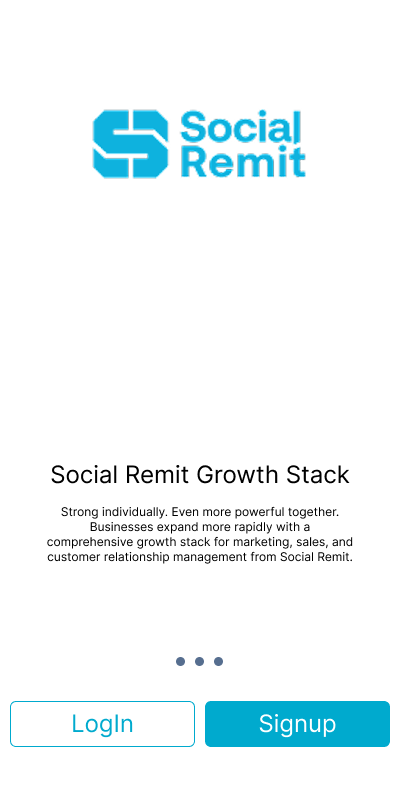 Social
Remit
Social Remit Growth Stack
Strong individually. Even more powerful together.
Businesses expand more rapidly with a
comprehensive growth stack for marketing, sales, and
customer relationship management from Social Remit.
LogIn
Signup